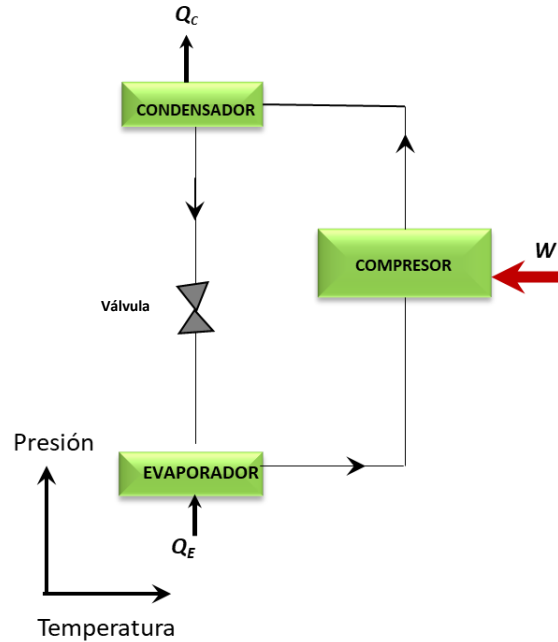 Q_C
CONDENSADOR
COMPRESOR
W
Válvula
Presión
EVAPORADOR
Q_E
Temperatura